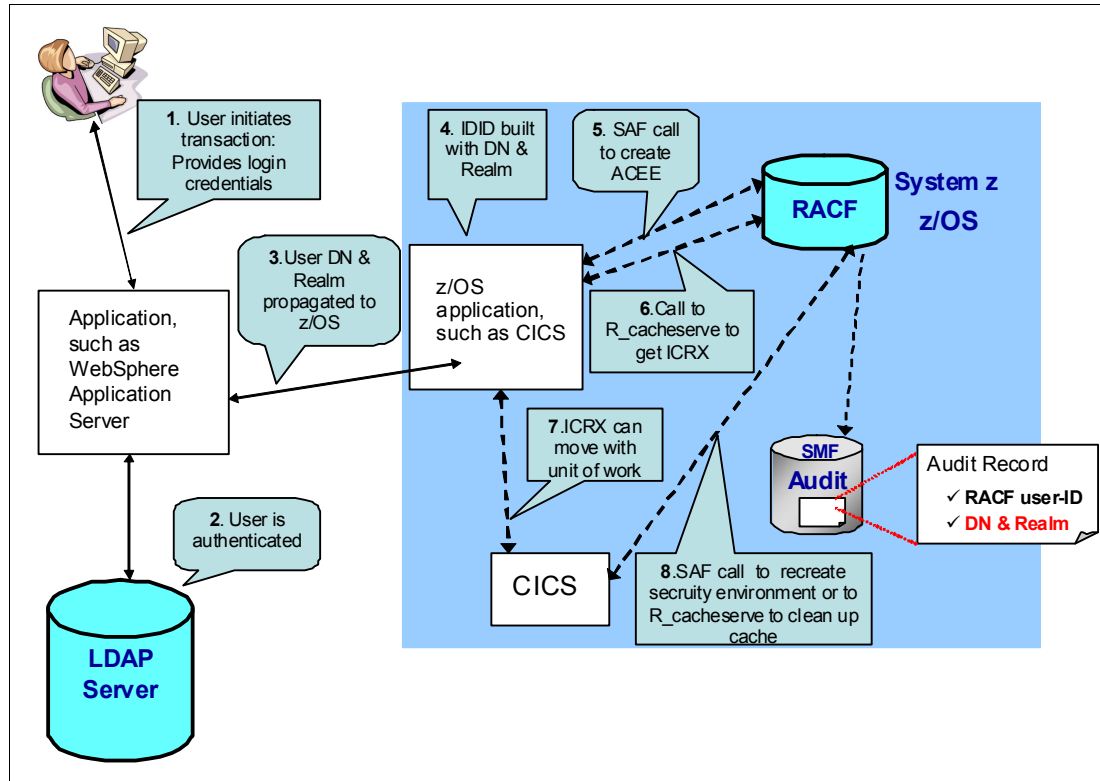 1. User initiates
transaction:
Provides login
credentials
4. IDID built
with DN &
Realm
5. SAF call
to create
ACEE
RACF
System z
z/OS
3.User DN &
Realm
propagated to
z/OS
z/OS
application,
such as CICS
6.Call to
R_cacheserve to
get ICRX
Application,
such as
WebSphere
Application
Server
7.ICRX can
move with
unit of work
SMF
Audit
Audit Record
✓ RACF user-ID
✓ DN & Realm
2. User is
authenticated
CICS
8.SAF call to recreate
secruity environment or to
R_cacheserve to clean up
cache
LDAP
Server